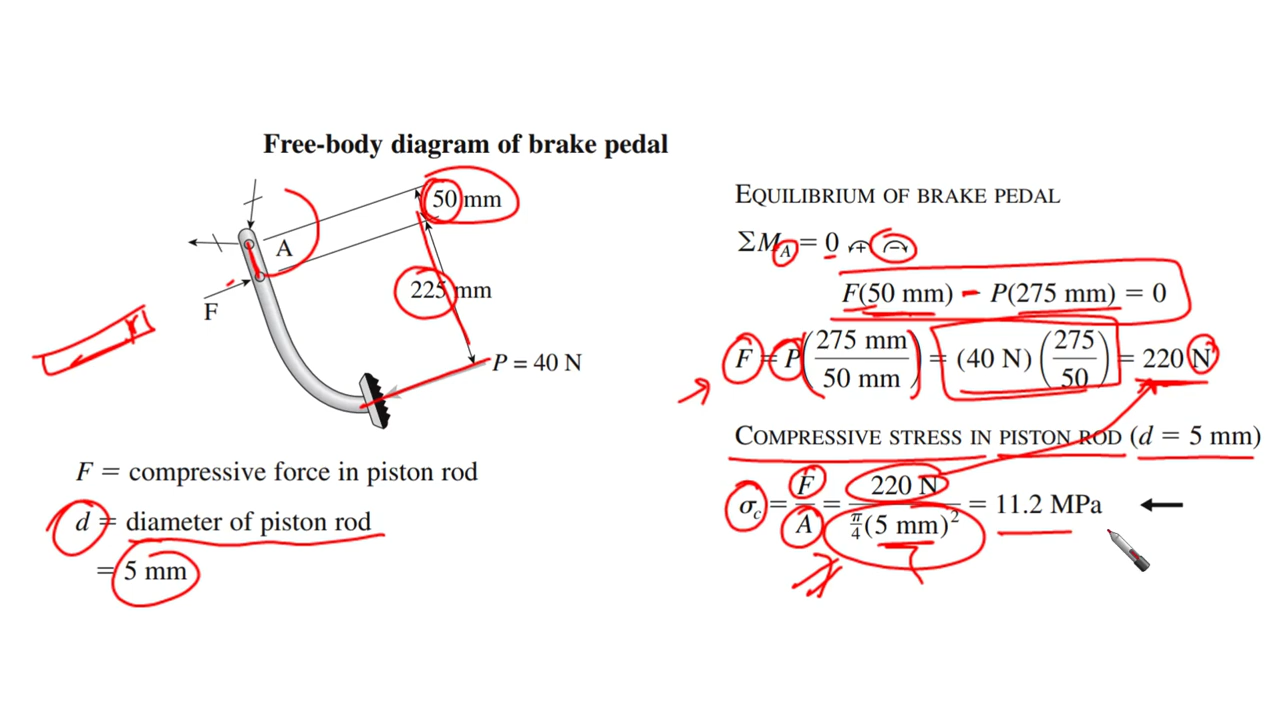 Free-body diagram of brake pedal
50 mm
A
225 mm
F
P = 40 N
F = compressive force in piston rod
d = diameter of piston rod
= 5 mm
EQUILIBRIUM OF BRAKE PEDAL
ΣM_A = 0
F(50 mm) − P(275 mm) = 0
F = P(275 mm / 50 mm) = (40 N)(275 / 50) = 220 N
COMPRESSIVE STRESS IN PISTON ROD (d = 5 mm)
σ_c = F / A = 220 N / π/4 (5 mm)² = 11.2 MPa ←